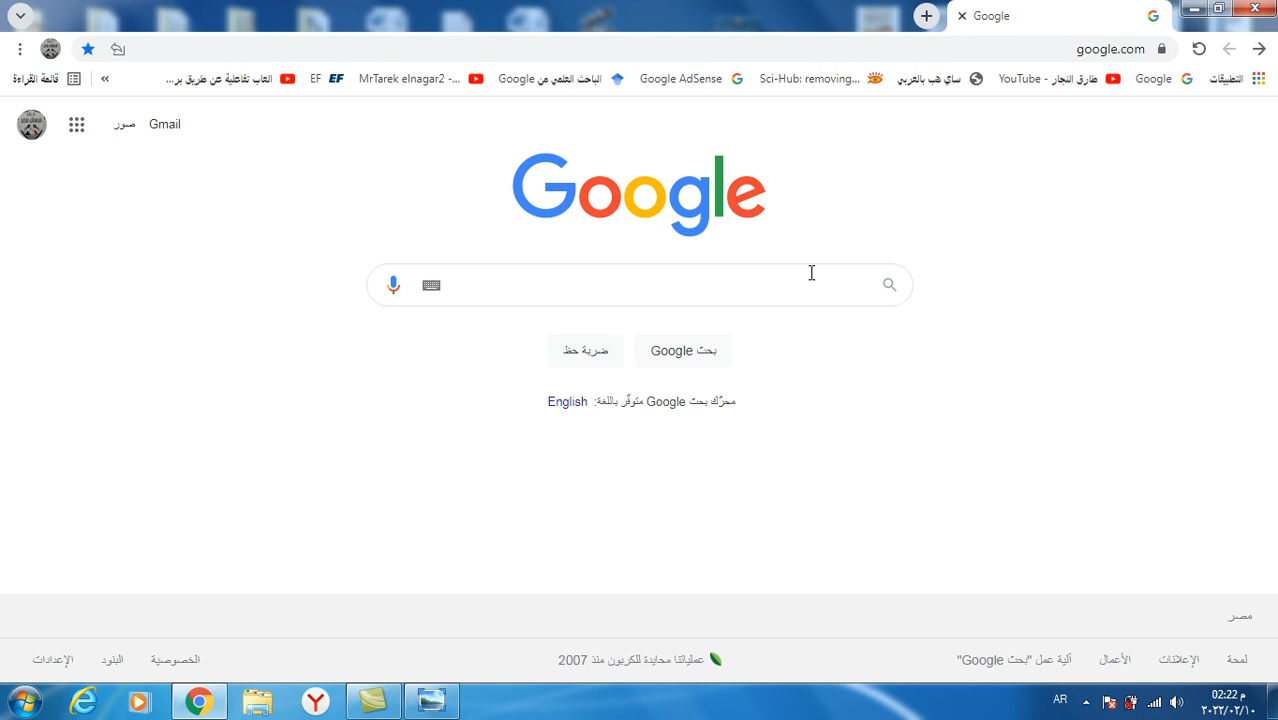 Google
google.com
التطبيقات
Google
طارق النجار - YouTube
ساي هب بالعربي
Sci-Hub: removing...
Google AdSense
الباحث العلمي من Google
MrTarek elnagar2 -...
EF
EF
العاب تفاعلية عن طريق بر...
»
قائمة القراءة
Gmail
صور
Google
بحث Google
ضربة حظ
محرّك بحث Google متوفّر باللغة: English
مصر
لمحة
الإعلانات
الأعمال
آلية عمل "بحث Google"
عملياتنا محايدة للكربون منذ 2007
الخصوصية
البنود
الإعدادات
AR
02:22 م
٢٠٢٢/٠٢/١٠